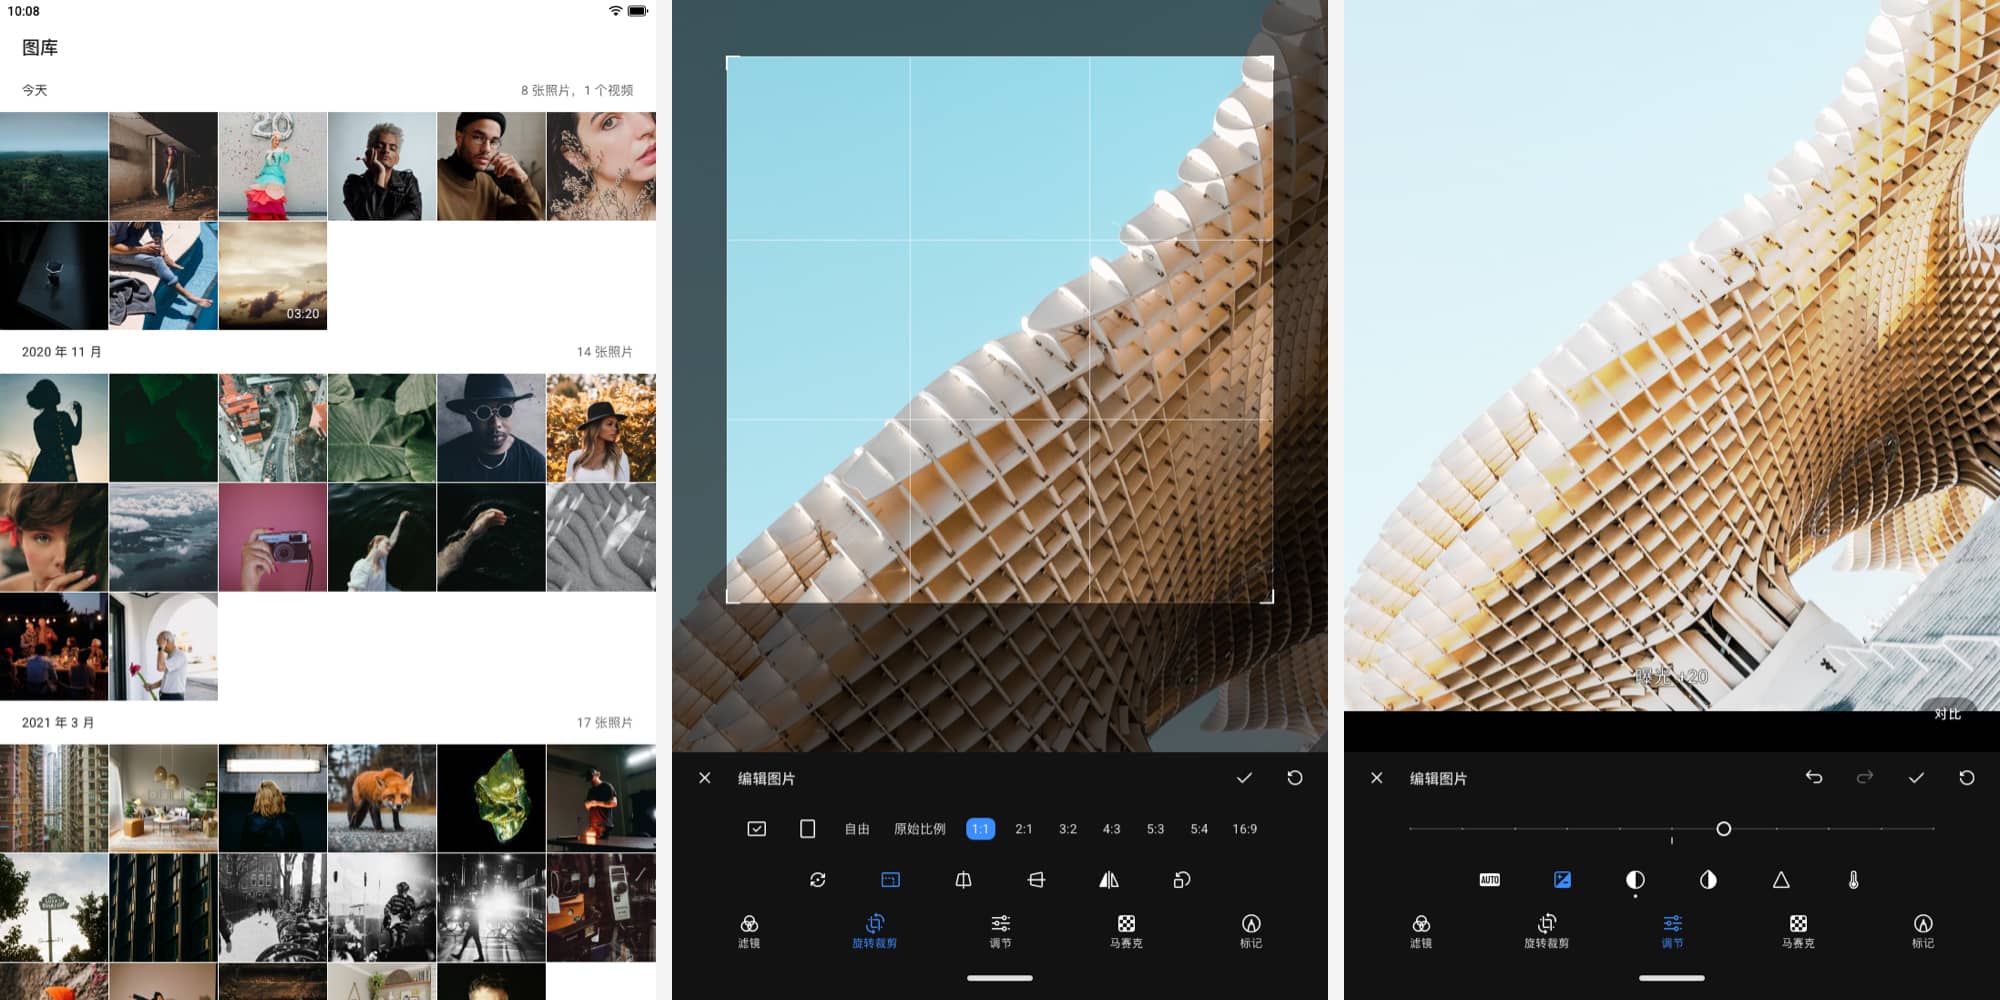 10:08
图库
今天
8 张照片，1 个视频
20
03:20
2020 年 11 月
14 张照片
2021 年 3 月
17 张照片
编辑图片
自由
原始比例
1:1
2:1
3:2
4:3
5:3
5:4
16:9
滤镜
旋转裁剪
调节
马赛克
标记
曝光 +20
对比
编辑图片
AUTO
滤镜
旋转裁剪
调节
马赛克
标记